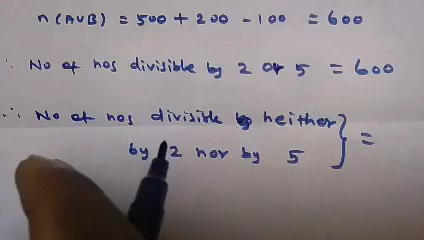 n(AUB) = 500 + 200 - 100 = 600
∴ No of nos divisible by 2 or 5 = 600
∴ No of nos divisible by neither
by 2 nor by 5 } =